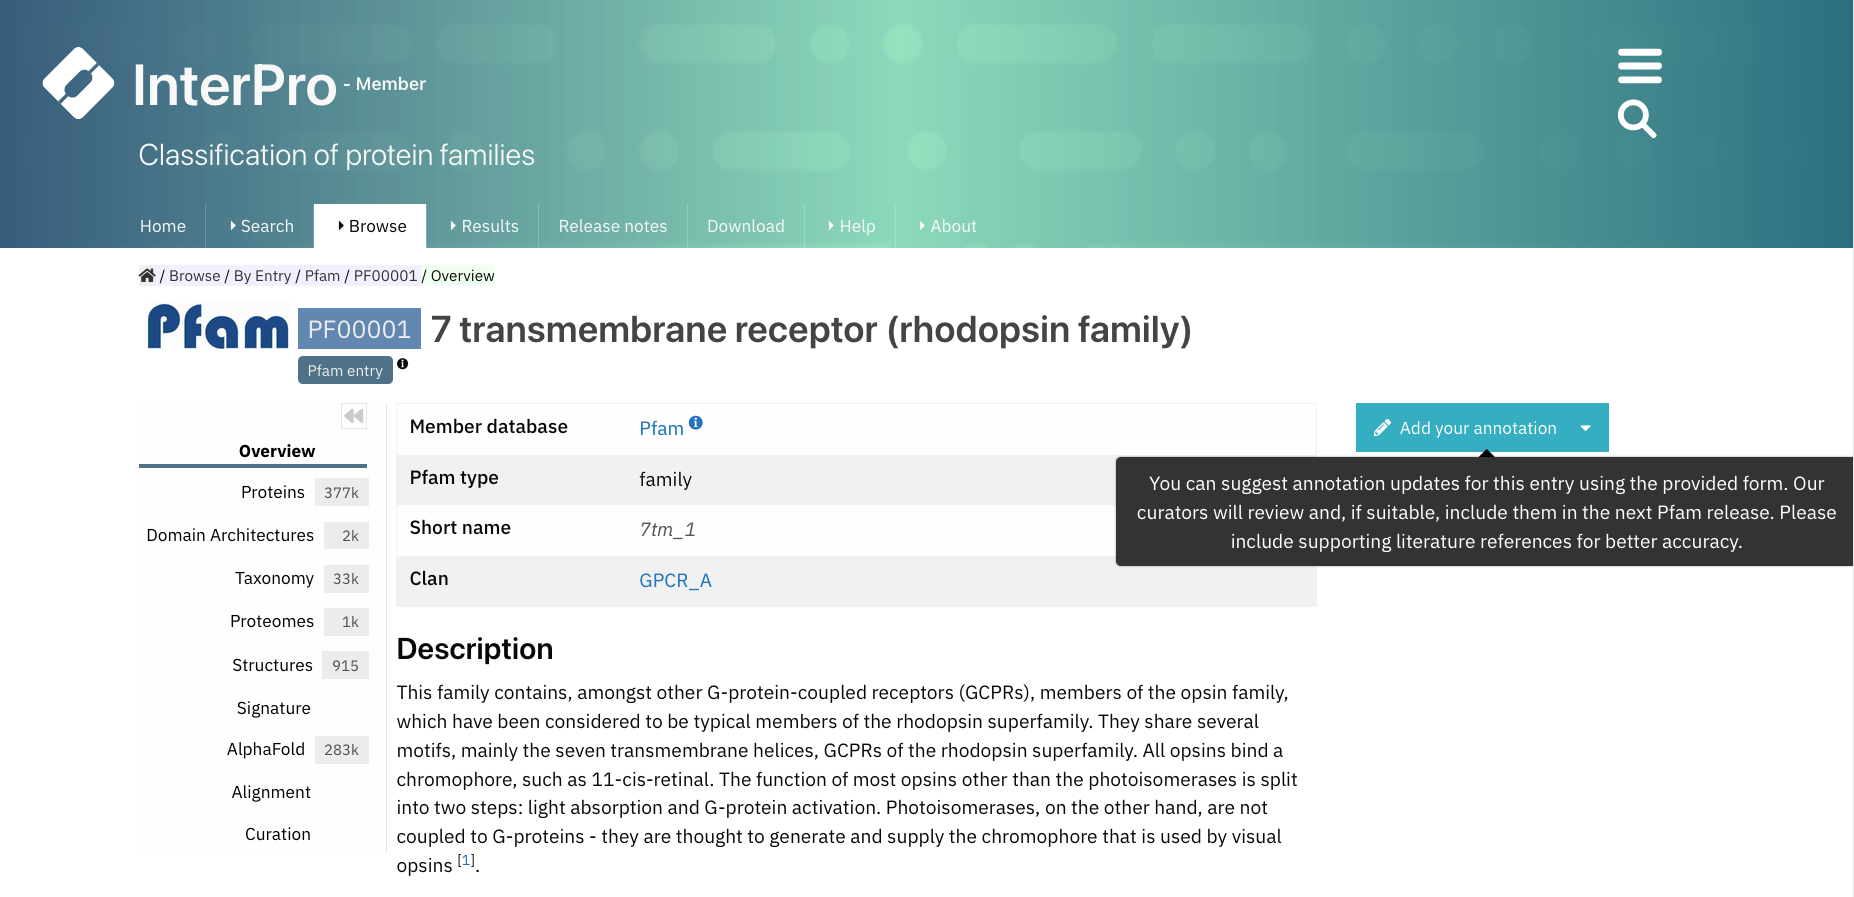 InterPro - Member
Classification of protein families
Home
Search
Browse
Results
Release notes
Download
Help
About
/ Browse / By Entry / Pfam / PF00001 / Overview
Pfam PF00001 7 transmembrane receptor (rhodopsin family)
Pfam entry
Overview
Proteins 377k
Domain Architectures 2k
Taxonomy 33k
Proteomes 1k
Structures 915
Signature
AlphaFold 283k
Alignment
Curation
Member database Pfam
Pfam type family
Short name 7tm_1
Clan GPCR_A
Add your annotation
You can suggest annotation updates for this entry using the provided form. Our
curators will review and, if suitable, include them in the next Pfam release. Please
include supporting literature references for better accuracy.
Description
This family contains, amongst other G-protein-coupled receptors (GCPRs), members of the opsin family,
which have been considered to be typical members of the rhodopsin superfamily. They share several
motifs, mainly the seven transmembrane helices, GCPRs of the rhodopsin superfamily. All opsins bind a
chromophore, such as 11-cis-retinal. The function of most opsins other than the photoisomerases is split
into two steps: light absorption and G-protein activation. Photoisomerases, on the other hand, are not
coupled to G-proteins - they are thought to generate and supply the chromophore that is used by visual
opsins [1].